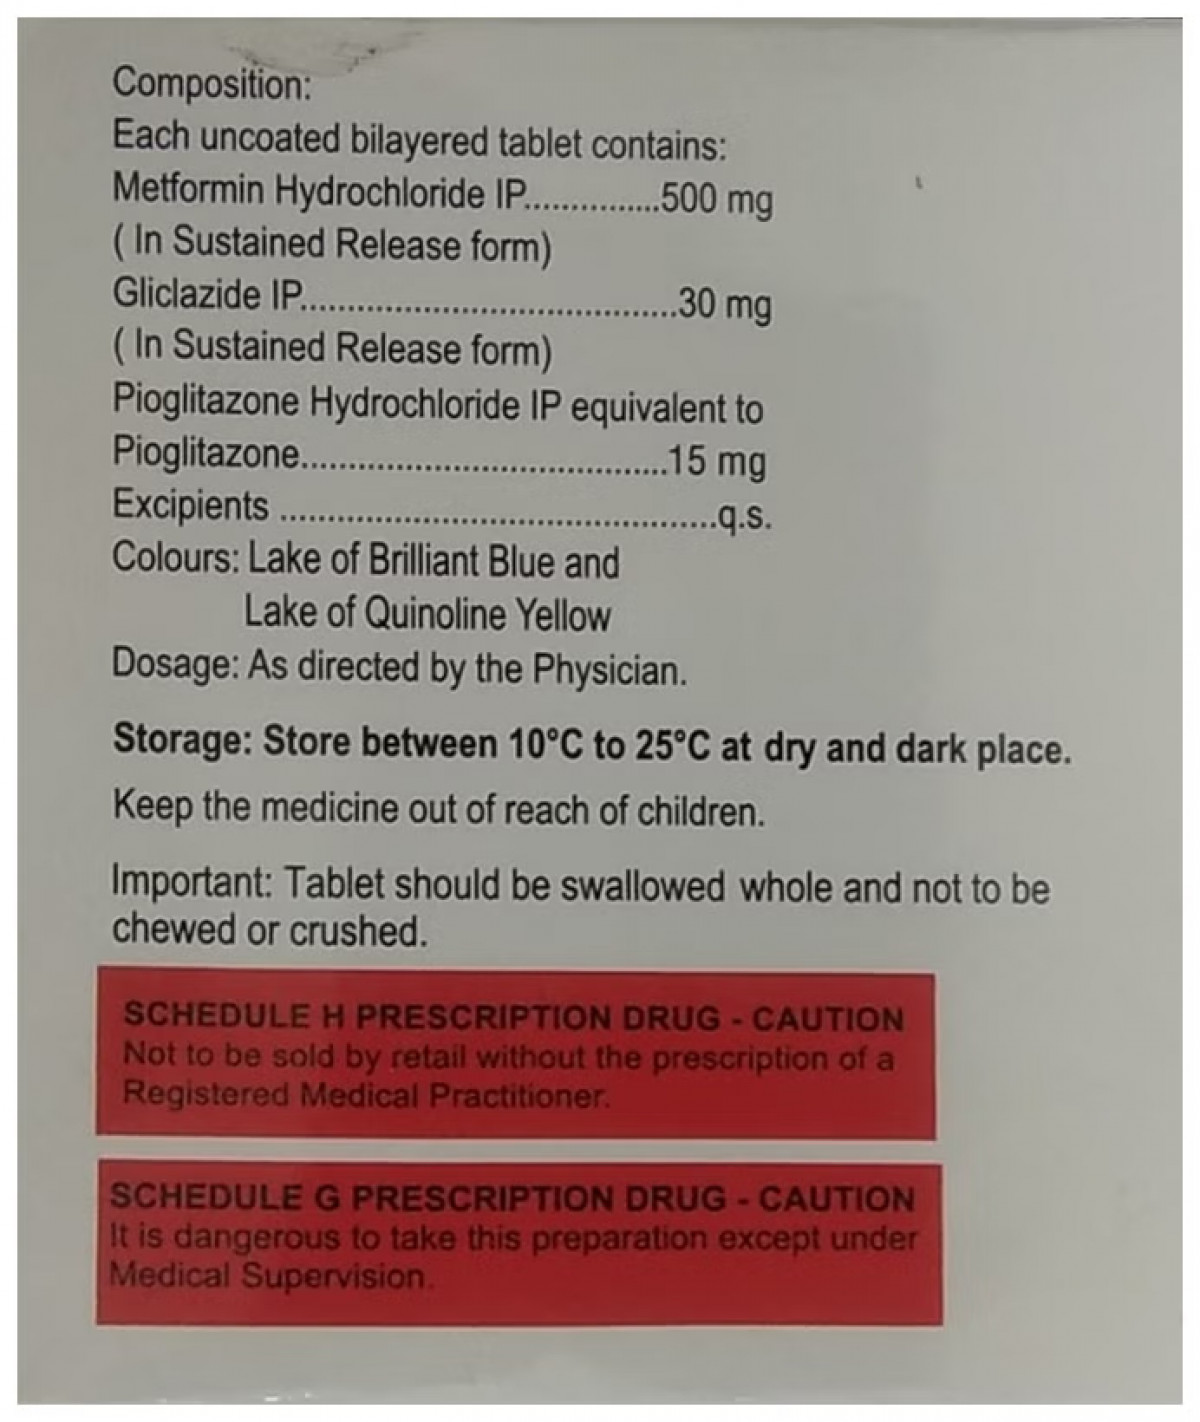 Composition:
Each uncoated bilayered tablet contains:
Metformin Hydrochloride IP...............500 mg
( In Sustained Release form)
Gliclazide IP..........................................30 mg
( In Sustained Release form)
Pioglitazone Hydrochloride IP equivalent to
Pioglitazone.........................................15 mg
Excipients .................................................q.s.
Colours: Lake of Brilliant Blue and
Lake of Quinoline Yellow
Dosage: As directed by the Physician.
Storage: Store between 10°C to 25°C at dry and dark place.
Keep the medicine out of reach of children.
Important: Tablet should be swallowed whole and not to be
chewed or crushed.
SCHEDULE H PRESCRIPTION DRUG - CAUTION
Not to be sold by retail without the prescription of a
Registered Medical Practitioner.
SCHEDULE G PRESCRIPTION DRUG - CAUTION
It is dangerous to take this preparation except under
Medical Supervision.